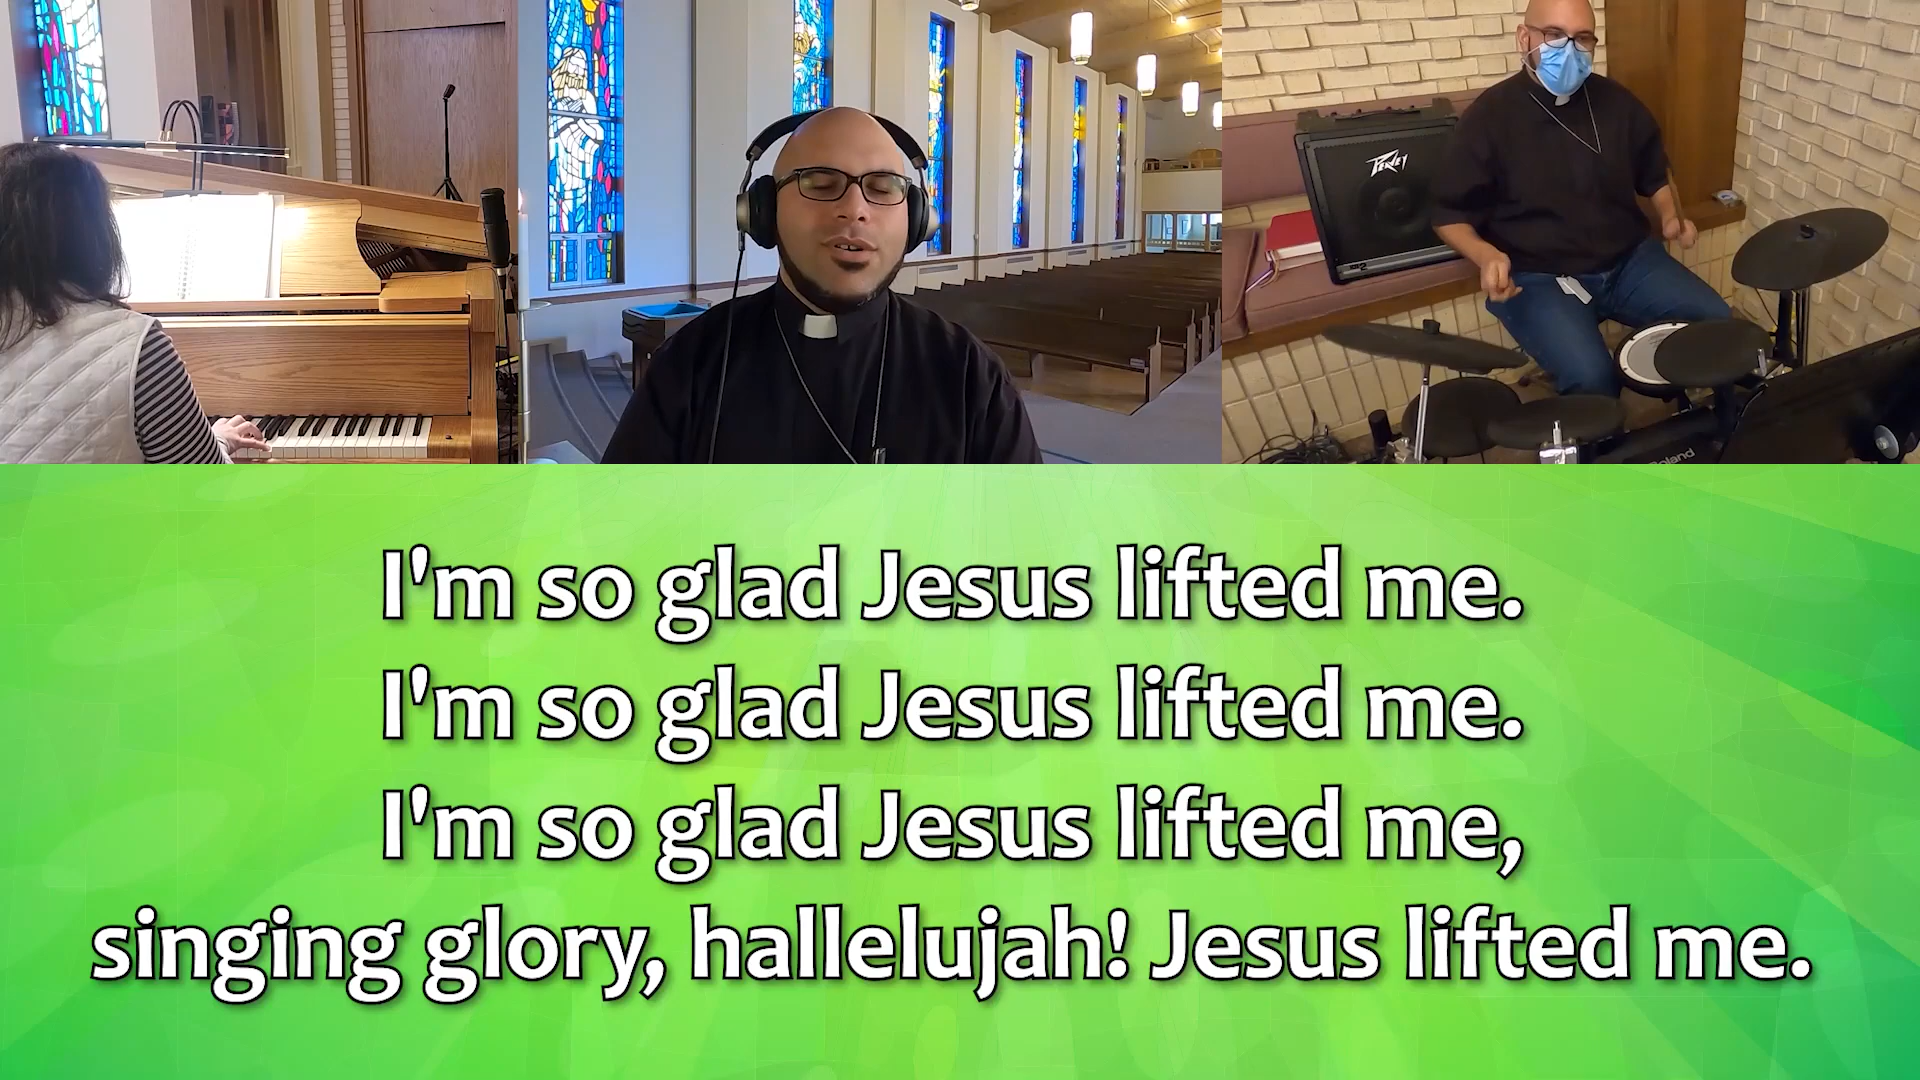 PEAVEY
Roland
I'm so glad Jesus lifted me.
I'm so glad Jesus lifted me.
I'm so glad Jesus lifted me,
singing glory, hallelujah! Jesus lifted me.